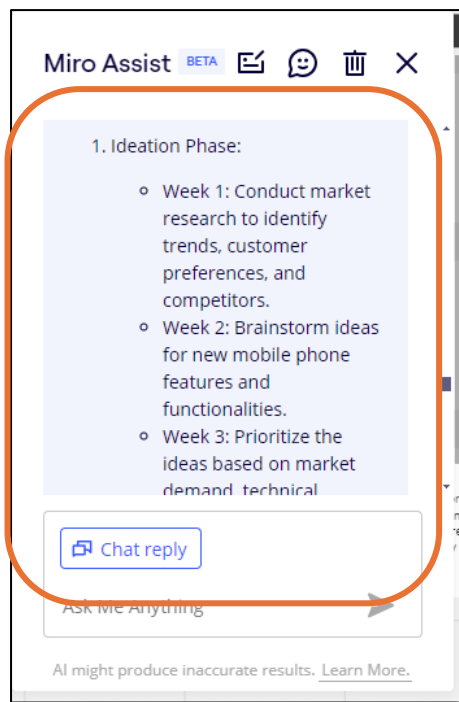 Miro Assist BETA
1. Ideation Phase:
Week 1: Conduct market
research to identify
trends, customer
preferences, and
competitors.
Week 2: Brainstorm ideas
for new mobile phone
features and
functionalities.
Week 3: Prioritize the
ideas based on market
demand, technical
Chat reply
Ask Me Anything
AI might produce inaccurate results. Learn More.